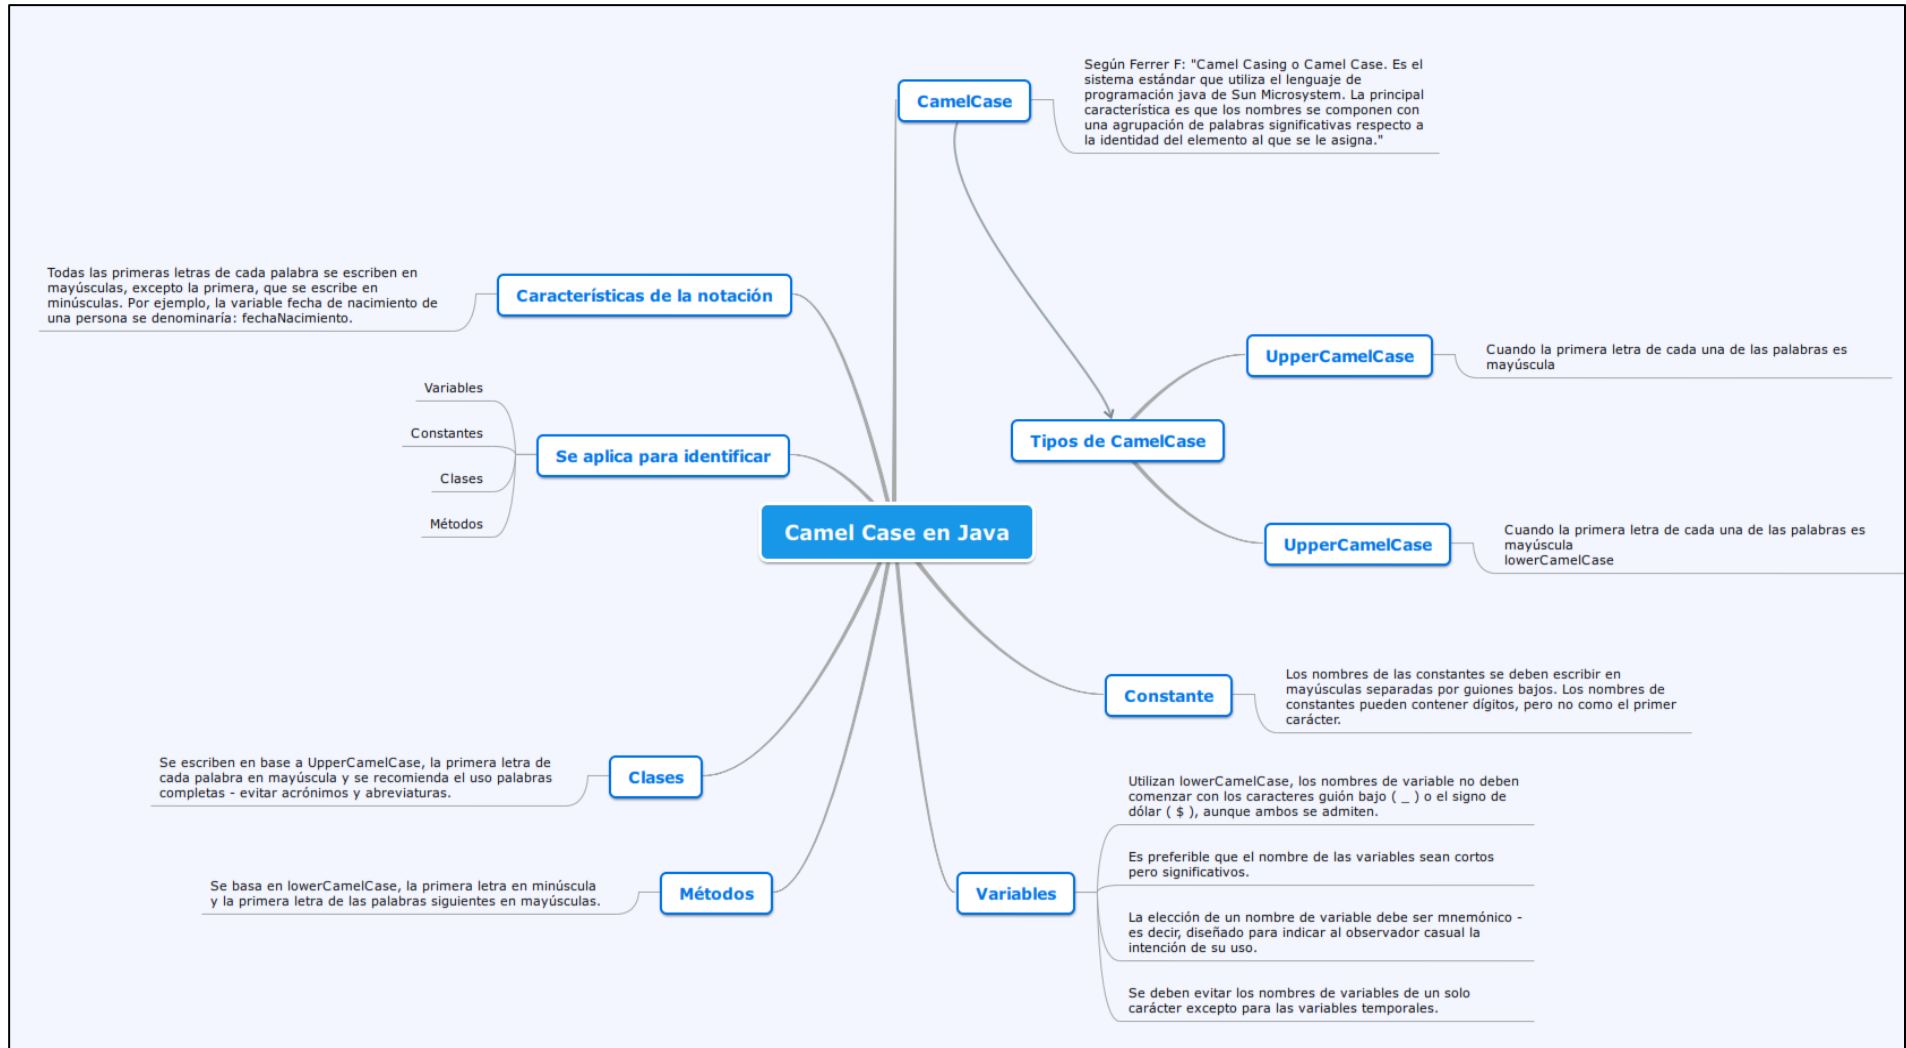 CamelCase
Según Ferrer F: "Camel Casing o Camel Case. Es el
sistema estándar que utiliza el lenguaje de
programación java de Sun Microsystem. La principal
característica es que los nombres se componen con
una agrupación de palabras significativas respecto a
la identidad del elemento al que se le asigna."
Todas las primeras letras de cada palabra se escriben en
mayúsculas, excepto la primera, que se escribe en
minúsculas. Por ejemplo, la variable fecha de nacimiento de
una persona se denominaría: fechaNacimiento.
Características de la notación
Variables
Constantes
Clases
Métodos
Se aplica para identificar
UpperCamelCase
Cuando la primera letra de cada una de las palabras es
mayúscula
Tipos de CamelCase
UpperCamelCase
Cuando la primera letra de cada una de las palabras es
mayúscula
lowerCamelCase
Camel Case en Java
Constante
Los nombres de las constantes se deben escribir en
mayúsculas separadas por guiones bajos. Los nombres de
constantes pueden contener dígitos, pero no como el primer
carácter.
Se escriben en base a UpperCamelCase, la primera letra de
cada palabra en mayúscula y se recomienda el uso palabras
completas - evitar acrónimos y abreviaturas.
Clases
Se basa en lowerCamelCase, la primera letra en minúscula
y la primera letra de las palabras siguientes en mayúsculas.
Métodos
Variables
Utilizan lowerCamelCase, los nombres de variable no deben
comenzar con los caracteres guión bajo ( _ ) o el signo de
dólar ( $ ), aunque ambos se admiten.
Es preferible que el nombre de las variables sean cortos
pero significativos.
La elección de un nombre de variable debe ser mnemónico -
es decir, diseñado para indicar al observador casual la
intención de su uso.
Se deben evitar los nombres de variables de un solo
carácter excepto para las variables temporales.